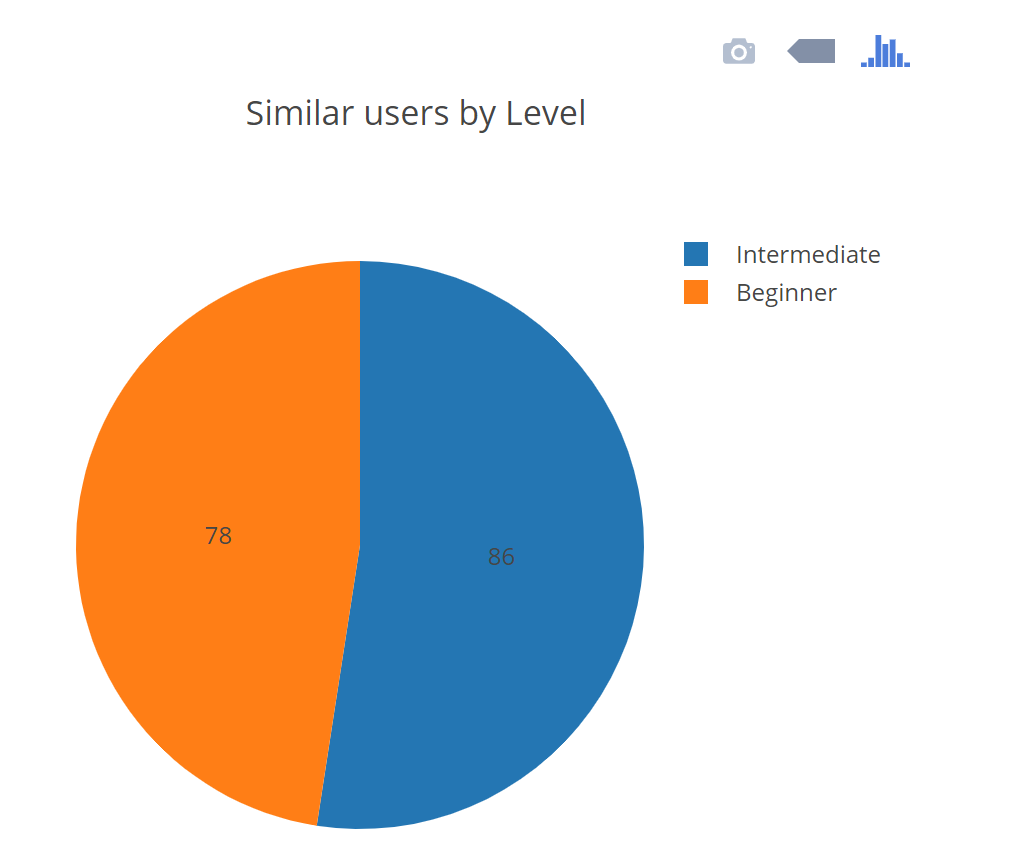 Similar users by Level
Intermediate
Beginner
78
86